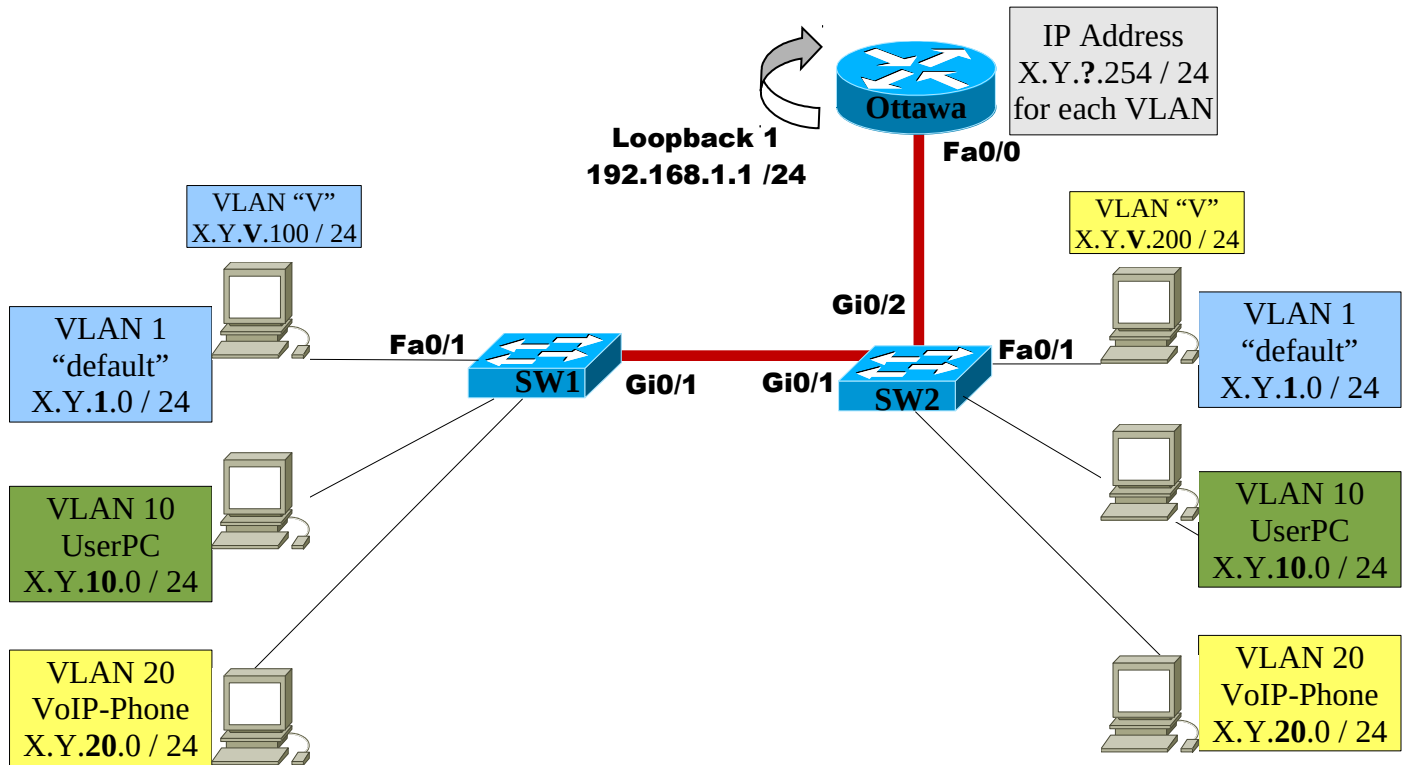 IP Address
X.Y.?.254 / 24
for each VLAN
Ottawa
Loopback 1
192.168.1.1 /24
Fa0/0
VLAN “V”
X.Y.V.100 / 24
VLAN “V”
X.Y.V.200 / 24
Gi0/2
VLAN 1
“default”
X.Y.1.0 / 24
Fa0/1
SW1
Gi0/1
Gi0/1
SW2
Fa0/1
VLAN 1
“default”
X.Y.1.0 / 24
VLAN 10
UserPC
X.Y.10.0 / 24
VLAN 10
UserPC
X.Y.10.0 / 24
VLAN 20
VoIP-Phone
X.Y.20.0 / 24
VLAN 20
VoIP-Phone
X.Y.20.0 / 24